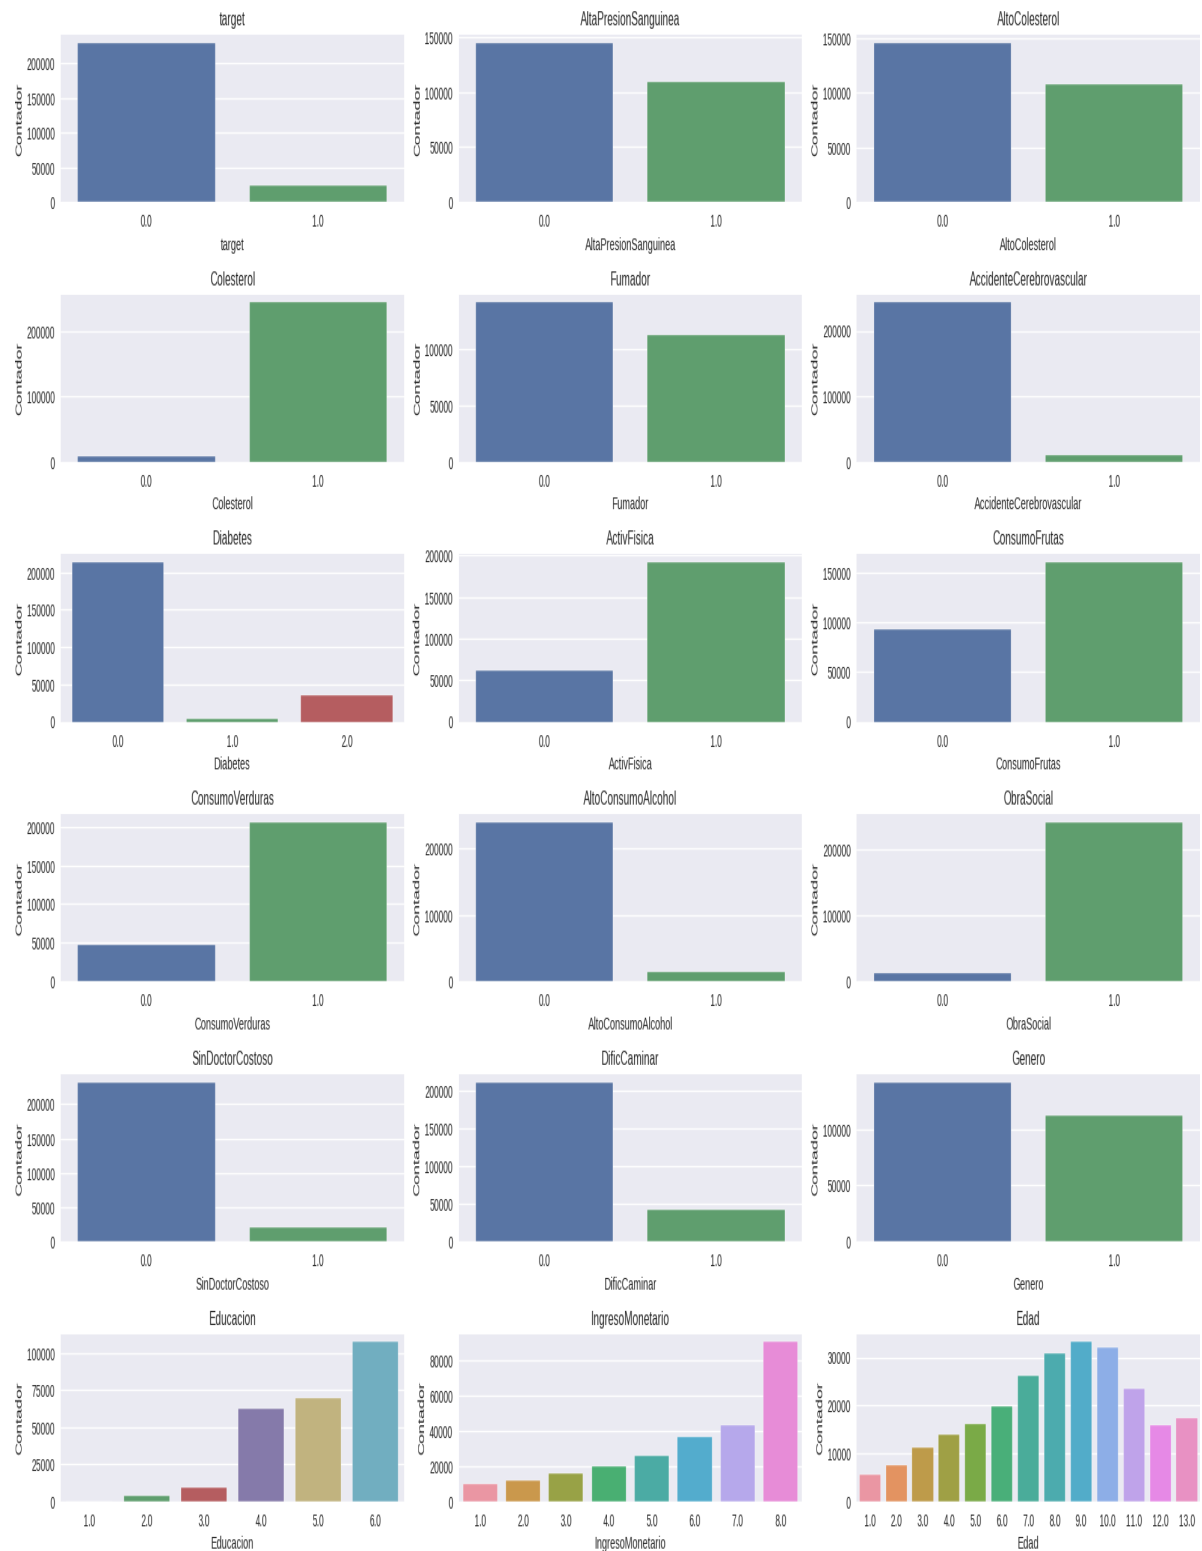 target
AltaPresionSanguinea
AltoColesterol
Contador
200000
150000
100000
50000
0
0.0 1.0
target
Contador
150000
100000
50000
0
0.0 1.0
AltaPresionSanguinea
Contador
150000
100000
50000
0
0.0 1.0
AltoColesterol
Colesterol
Fumador
AccidenteCerebrovascular
Contador
200000
100000
0
0.0 1.0
Colesterol
Contador
100000
50000
0
0.0 1.0
Fumador
Contador
200000
100000
0
0.0 1.0
AccidenteCerebrovascular
Diabetes
ActivFisica
ConsumoFrutas
Contador
200000
150000
100000
50000
0
0.0 1.0 2.0
Diabetes
Contador
200000
150000
100000
50000
0
0.0 1.0
ActivFisica
Contador
150000
100000
50000
0
0.0 1.0
ConsumoFrutas
ConsumoVerduras
AltoConsumoAlcohol
ObraSocial
Contador
200000
150000
100000
50000
0
0.0 1.0
ConsumoVerduras
Contador
200000
100000
0
0.0 1.0
AltoConsumoAlcohol
Contador
200000
100000
0
0.0 1.0
ObraSocial
SinDoctorCostoso
DificCaminar
Genero
Contador
200000
150000
100000
50000
0
0.0 1.0
SinDoctorCostoso
Contador
200000
150000
100000
50000
0
0.0 1.0
DificCaminar
Contador
100000
50000
0
0.0 1.0
Genero
Educacion
IngresoMonetario
Edad
Contador
100000
75000
50000
25000
0
1.0 2.0 3.0 4.0 5.0 6.0
Educacion
Contador
80000
60000
40000
20000
0
1.0 2.0 3.0 4.0 5.0 6.0 7.0 8.0
IngresoMonetario
Contador
30000
20000
10000
0
1.0 2.0 3.0 4.0 5.0 6.0 7.0 8.0 9.0 10.0 11.0 12.0 13.0
Edad